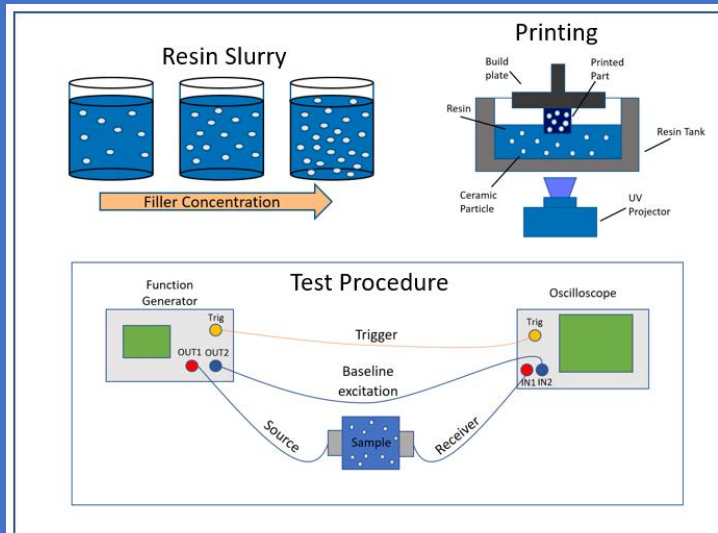 Resin Slurry
Filler Concentration
Printing
Build
plate
Printed
Part
Resin
Resin Tank
Ceramic
Particle
UV
Projector
Test Procedure
Function
Generator
Trig
OUT1 OUT2
Trigger
Baseline
excitation
Source
Sample
Receiver
Oscilloscope
Trig
IN1 IN2